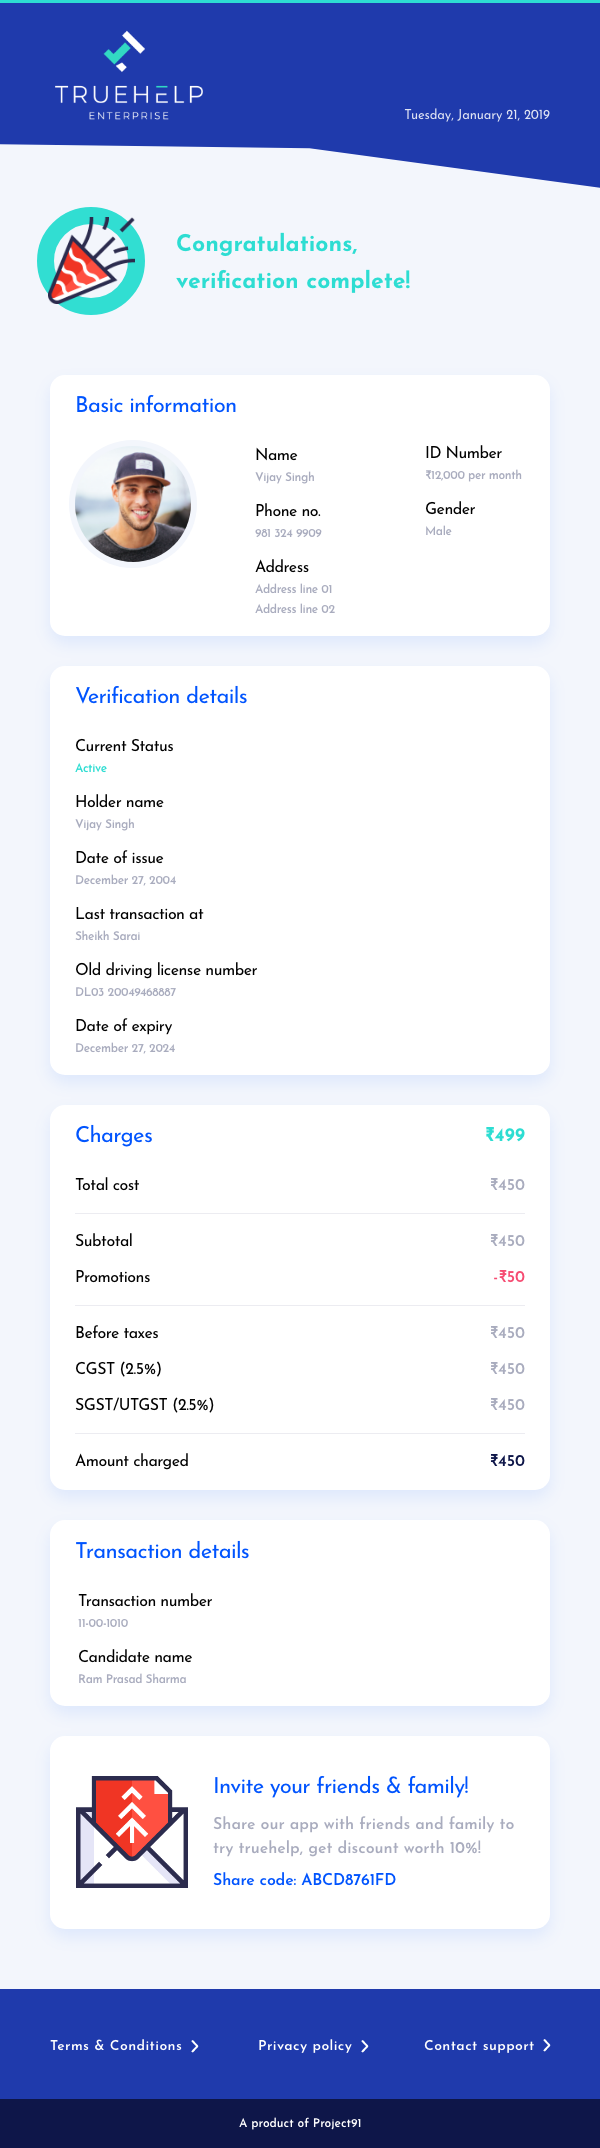 TRUEHELP
ENTERPRISE
Tuesday, January 21, 2019
Congratulations,
verification complete!
Basic information
Name
Vijay Singh
Phone no.
981 324 9909
Address
Address line 01
Address line 02
ID Number
₹12,000 per month
Gender
Male
Verification details
Current Status
Active
Holder name
Vijay Singh
Date of issue
December 27, 2004
Last transaction at
Sheikh Sarai
Old driving license number
DL03 20049468887
Date of expiry
December 27, 2024
Charges ₹499
Total cost ₹450
Subtotal ₹450
Promotions -₹50
Before taxes ₹450
CGST (2.5%) ₹450
SGST/UTGST (2.5%) ₹450
Amount charged ₹450
Transaction details
Transaction number
11-00-1010
Candidate name
Ram Prasad Sharma
Invite your friends & family!
Share our app with friends and family to
try truehelp, get discount worth 10%!
Share code: ABCD8761FD
Terms & Conditions > Privacy policy > Contact support >
A product of Project91